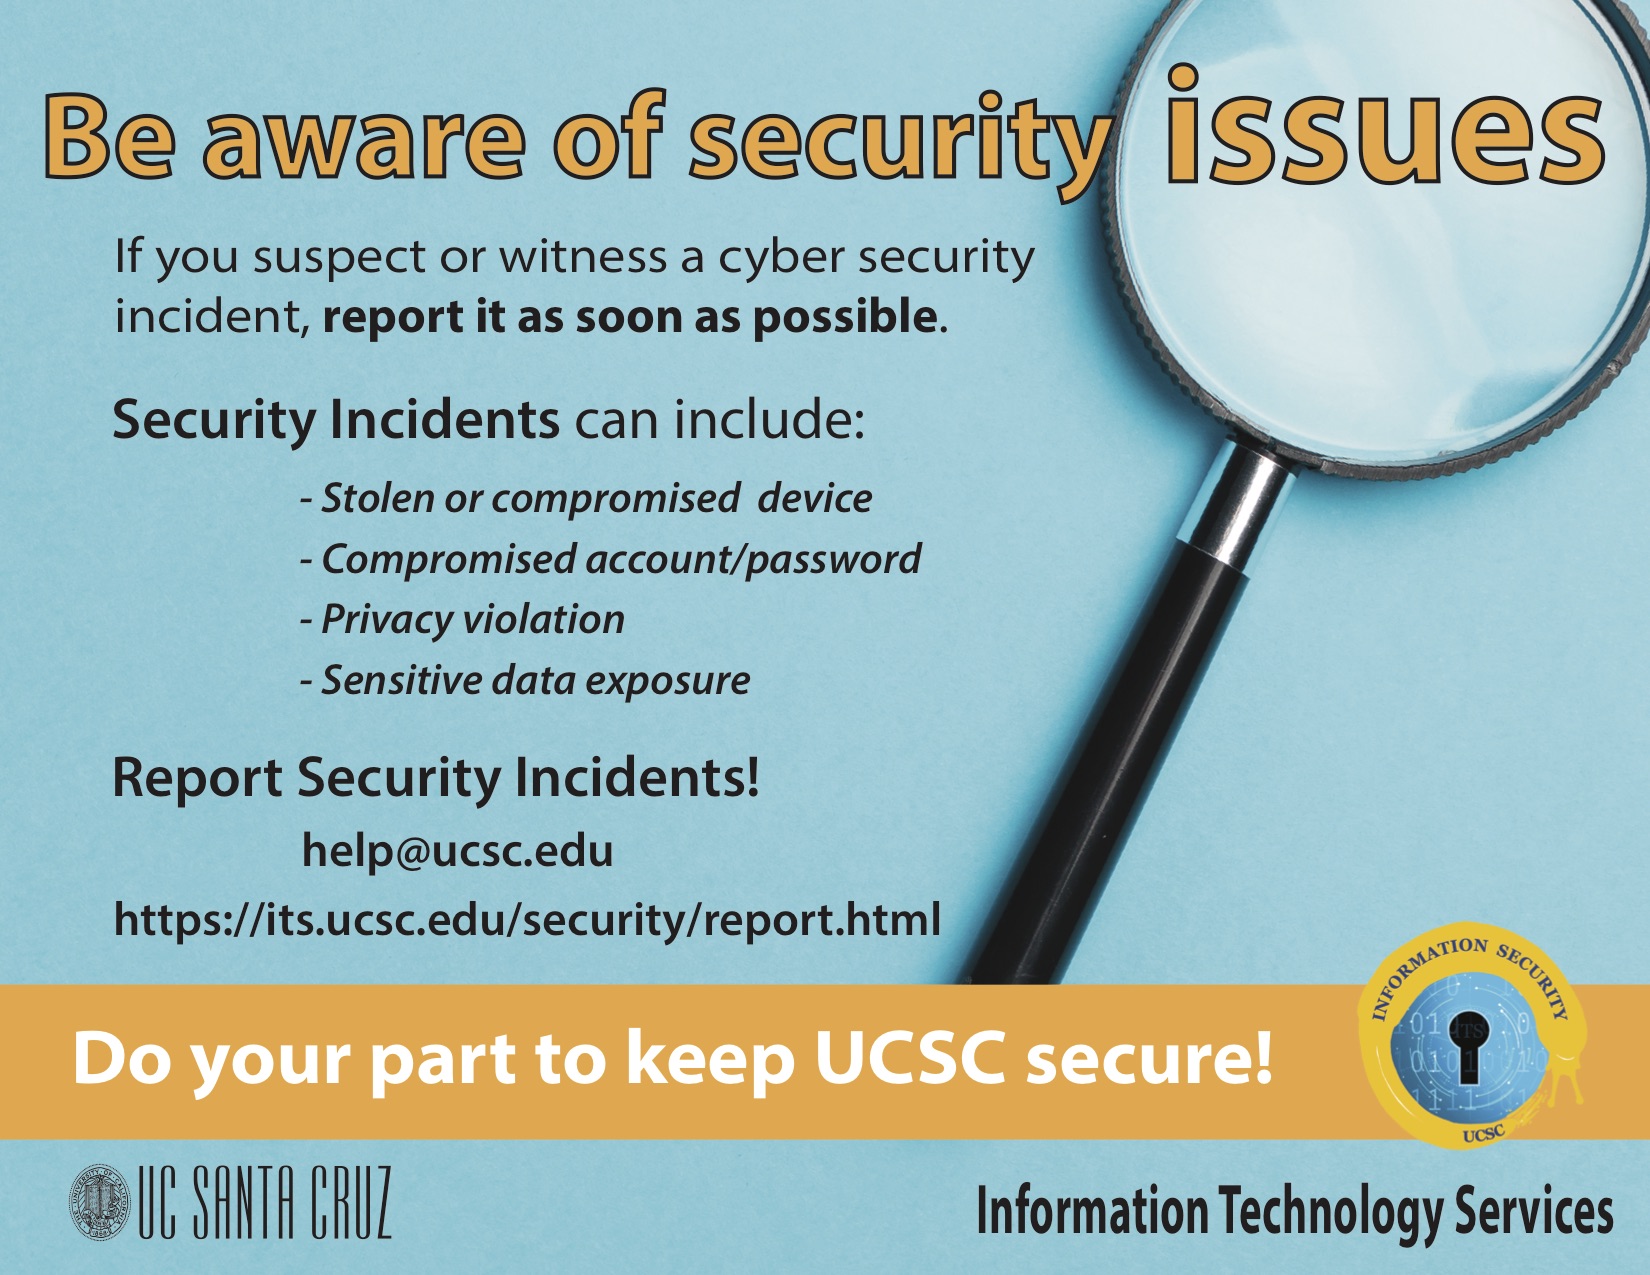 Be aware of security issues
If you suspect or witness a cyber security
incident, report it as soon as possible.
Security Incidents can include:
- Stolen or compromised  device
- Compromised account/password
- Privacy violation
- Sensitive data exposure
Report Security Incidents!
help@ucsc.edu
https://its.ucsc.edu/security/report.html
INFORMATION SECURITY
ITS
UCSC
Do your part to keep UCSC secure!
UC SANTA CRUZ
Information Technology Services